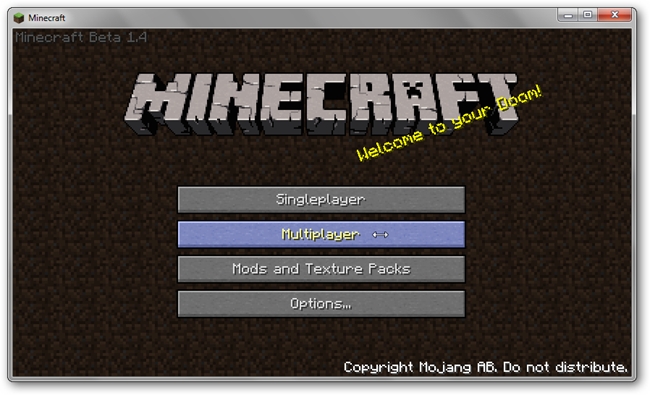 Minecraft
Minecraft Beta 1.4
MINECRAFT
Welcome to your Doom!
Singleplayer
Multiplayer
Mods and Texture Packs
Options...
Copyright Mojang AB. Do not distribute.